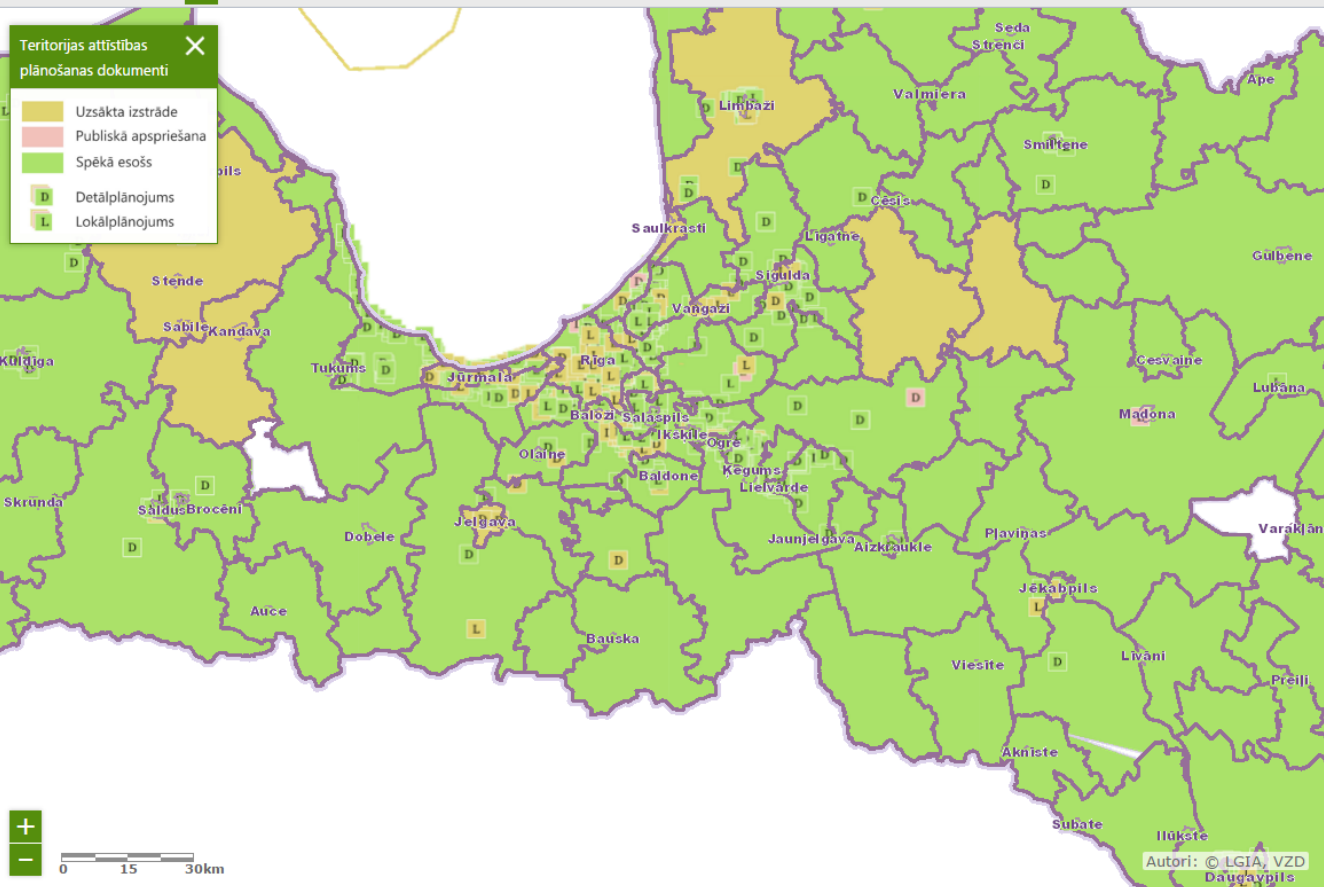 Teritorijas attīstības
plānošanas dokumenti
Uzsākta izstrāde
Publiskā apspriešana
Spēkā esošs
D Detālplānojums
L Lokālplānojums
Seda
Strenči
Ape
Valmiera
Limbaži
Smiltene
pils
Cēsis
Saulkrasti
Līgatne
Gulbene
Stende
Sigulda
Vangaži
Sabile
Kandava
Kuldīga
Rīga
Cesvaine
Tukums
Jūrmala
Lubāna
Baloži
Salaspils
Madona
Ikšķile
Ogre
Olaine
Ķegums
Baldone
Lielvārde
Skrunda
Saldus
Brocēni
Jelgava
Varakļān
Dobele
Jaunjelgava
Aizkraukle
Pļaviņas
Jēkabpils
Auce
Bauska
Viesīte
Līvāni
Preiļi
Aknīste
Subate
Ilūkste
Daugavpils
+
−
0 15 30km
Autori: © LGIA, VZD